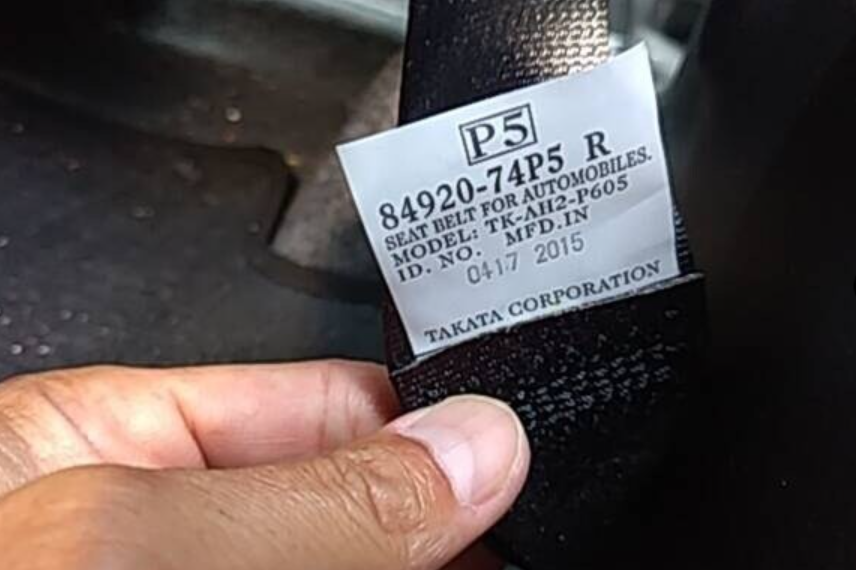 P5
84920-74P5 R
SEAT BELT FOR AUTOMOBILES.
MODEL: TK-AH2-P605
ID. NO. MFD.IN
0417 2015
TAKATA CORPORATION